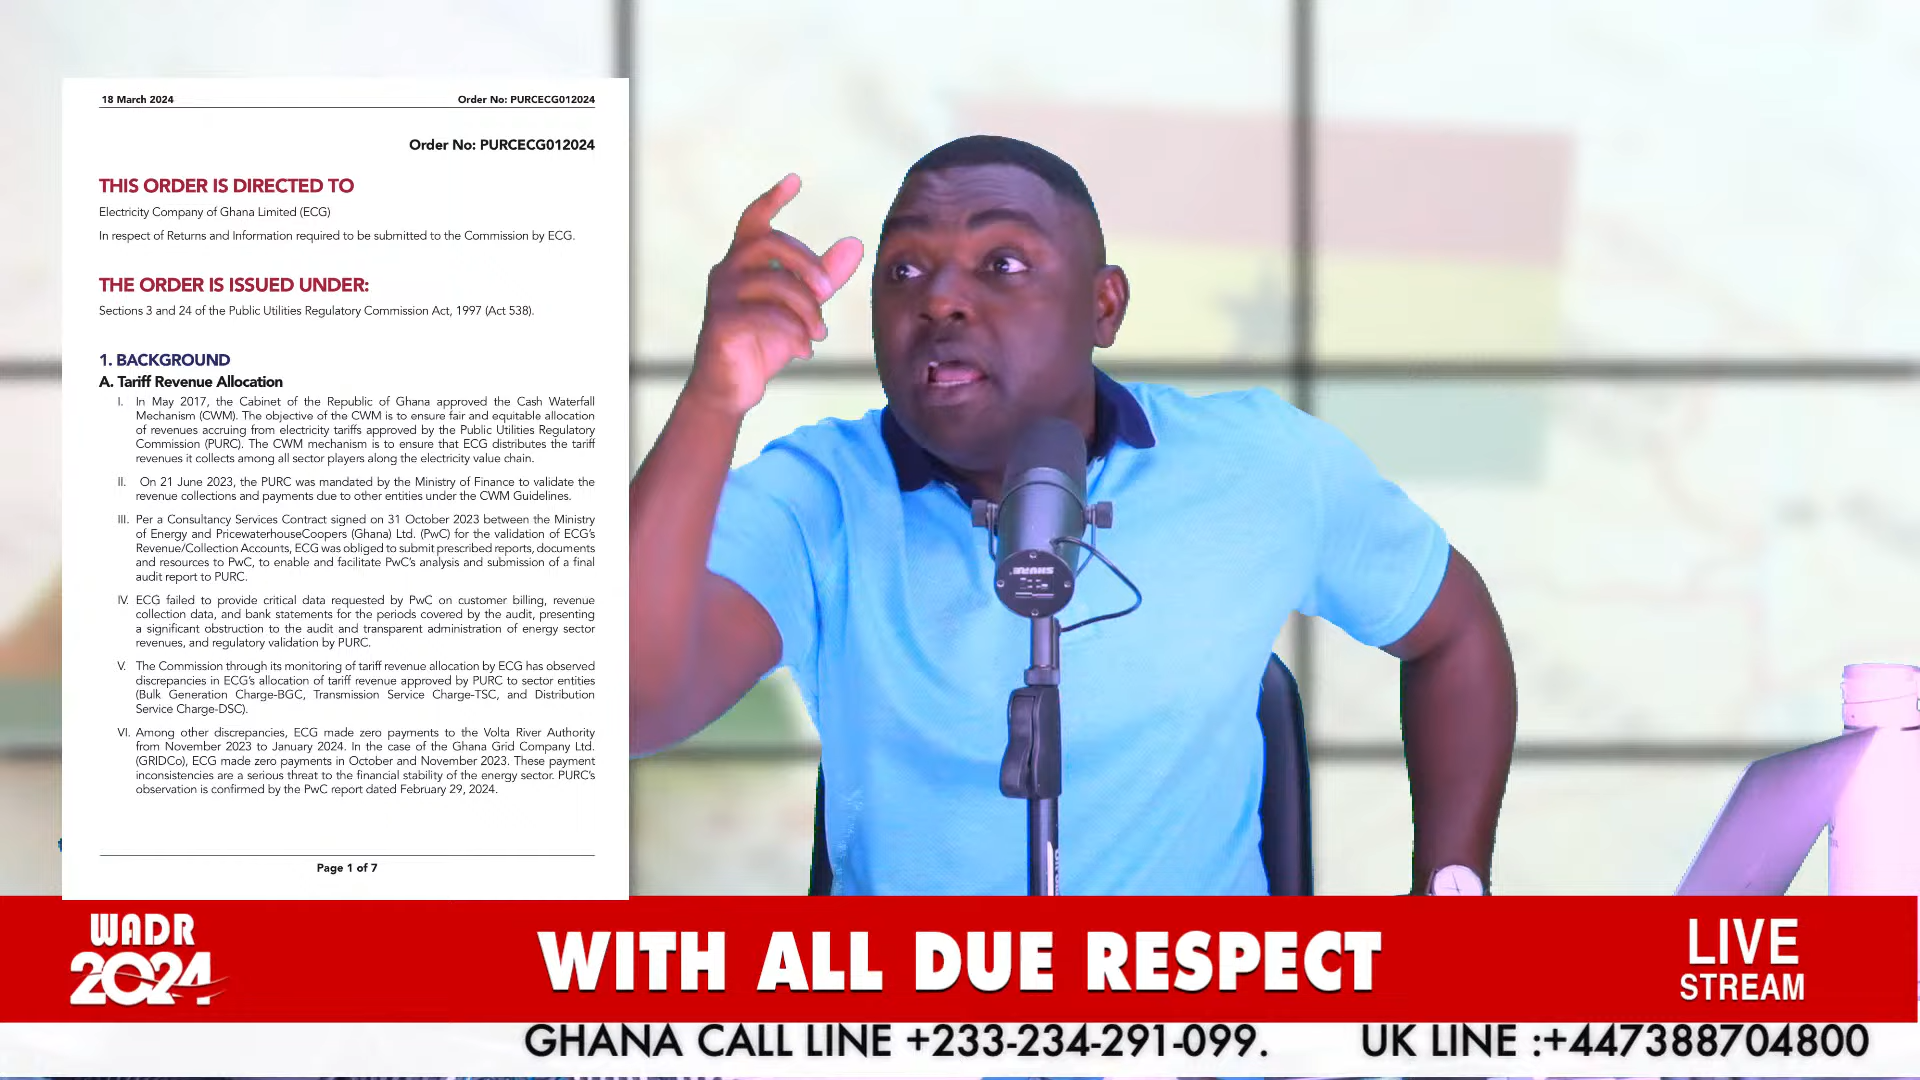 18 March 2024 Order No: PURCECG012024
Order No: PURCECG012024
THIS ORDER IS DIRECTED TO
Electricity Company of Ghana Limited (ECG)
In respect of Returns and Information required to be submitted to the Commission by ECG.
THE ORDER IS ISSUED UNDER:
Sections 3 and 24 of the Public Utilities Regulatory Commission Act, 1997 (Act 538).
1. BACKGROUND
A. Tariff Revenue Allocation
I. In May 2017, the Cabinet of the Republic of Ghana approved the Cash Waterfall
Mechanism (CWM). The objective of the CWM is to ensure fair and equitable allocation
of revenues accruing from electricity tariffs approved by the Public Utilities Regulatory
Commission (PURC). The CWM mechanism is to ensure that ECG distributes the tariff
revenues it collects among all sector players along the electricity value chain.
II. On 21 June 2023, the PURC was mandated by the Ministry of Finance to validate the
revenue collections and payments due to other entities under the CWM Guidelines.
III. Per a Consultancy Services Contract signed on 31 October 2023 between the Ministry
of Energy and PricewaterhouseCoopers (Ghana) Ltd. (PwC) for the validation of ECG's
Revenue/Collection Accounts, ECG was obliged to submit prescribed reports, documents
and resources to PwC, to enable and facilitate PwC's analysis and submission of a final
audit report to PURC.
IV. ECG failed to provide critical data requested by PwC on customer billing, revenue
collection data, and bank statements for the periods covered by the audit, presenting
a significant obstruction to the audit and transparent administration of energy sector
revenues, and regulatory validation by PURC.
V. The Commission through its monitoring of tariff revenue allocation by ECG has observed
discrepancies in ECG's allocation of tariff revenue approved by PURC to sector entities
(Bulk Generation Charge-BGC, Transmission Service Charge-TSC, and Distribution
Service Charge-DSC).
VI. Among other discrepancies, ECG made zero payments to the Volta River Authority
from November 2023 to January 2024. In the case of the Ghana Grid Company Ltd.
(GRIDCo), ECG made zero payments in October and November 2023. These payment
inconsistencies are a serious threat to the financial stability of the energy sector. PURC's
observation is confirmed by the PwC report dated February 29, 2024.
Page 1 of 7
SHURE
WADR
2024
WITH ALL DUE RESPECT
LIVE
STREAM
GHANA CALL LINE +233-234-291-099. UK LINE :+447388704800